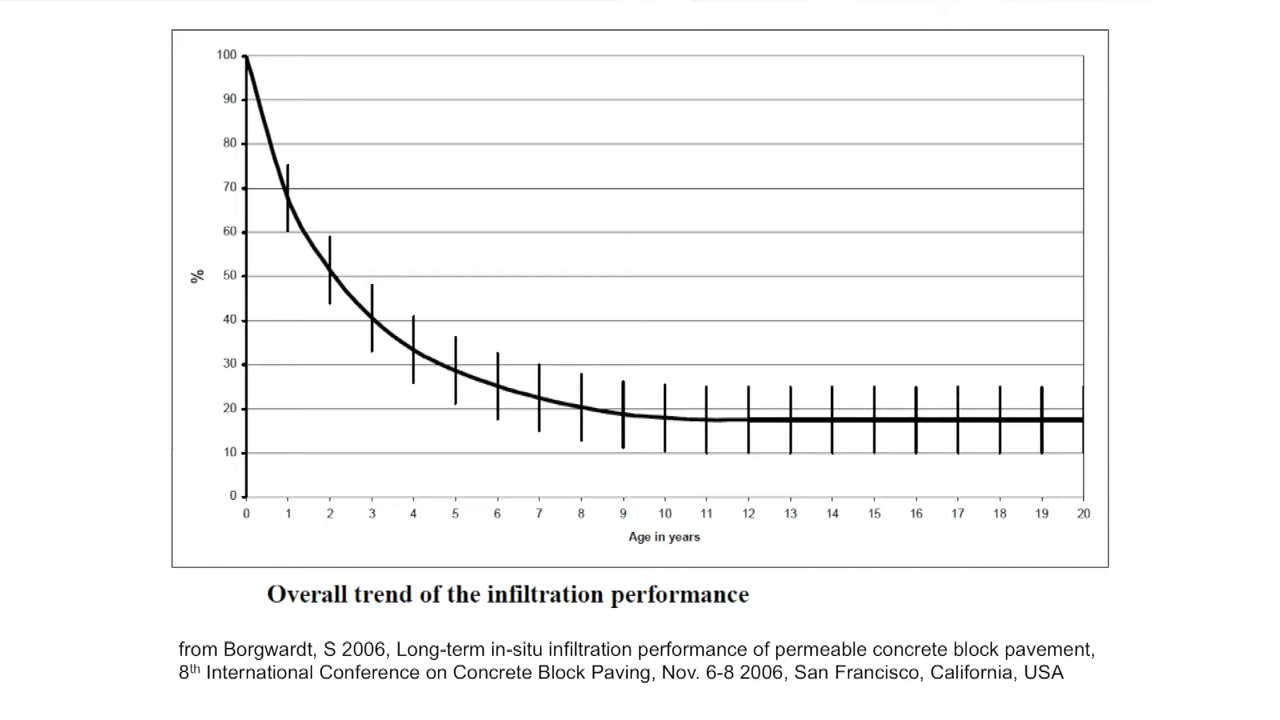 100
90
80
70
60
50
40
30
20
10
0
%
0 1 2 3 4 5 6 7 8 9 10 11 12 13 14 15 16 17 18 19 20
Age in years
Overall trend of the infiltration performance
from Borgwardt, S 2006, Long-term in-situ infiltration performance of permeable concrete block pavement,
8th International Conference on Concrete Block Paving, Nov. 6-8 2006, San Francisco, California, USA